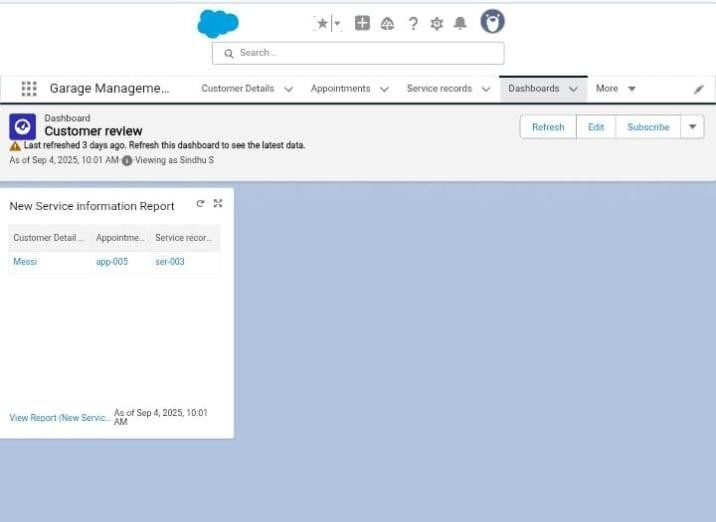 Search...
Garage Manageme...
Customer Details
Appointments
Service records
Dashboards
More
Dashboard
Customer review
Last refreshed 3 days ago. Refresh this dashboard to see the latest data.
As of Sep 4, 2025, 10:01 AM·Viewing as Sindhu S
Refresh
Edit
Subscribe
New Service information Report
Customer Detail ... Appointme... Service recor...
Messi app-005 ser-003
View Report (New Servic... As of Sep 4, 2025, 10:01
AM